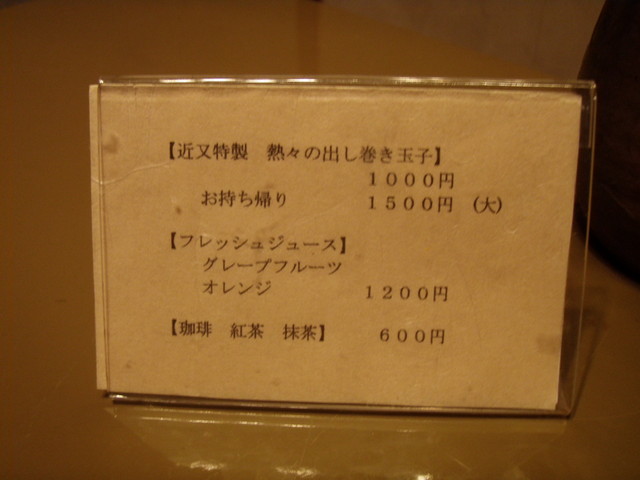 【近又特製　熱々の出し巻き玉子】
１０００円
お持ち帰り　１５００円　（大）
【フレッシュジュース】
グレープフルーツ
オレンジ　１２００円
【珈琲　紅茶　抹茶】　６００円